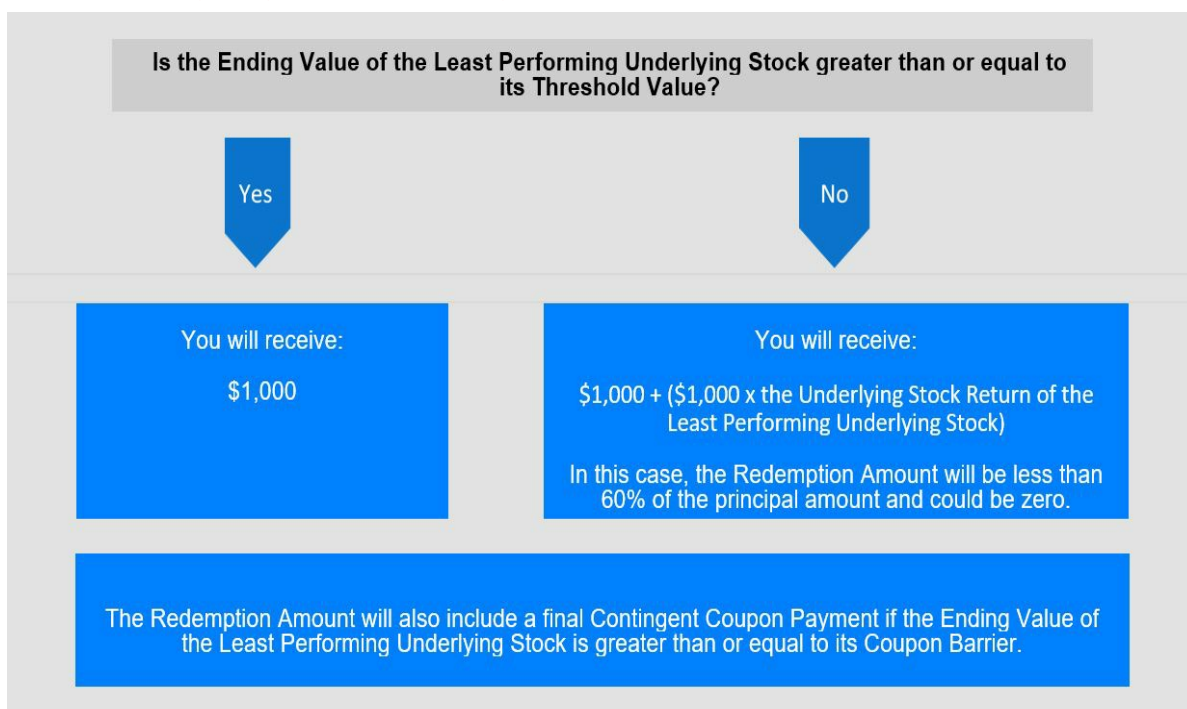 Is the Ending Value of the Least Performing Underlying Stock greater than or equal to
its Threshold Value?
Yes
No
You will receive:
$1,000
You will receive:
$1,000 + ($1,000 x the Underlying Stock Return of the
Least Performing Underlying Stock)
In this case, the Redemption Amount will be less than
60% of the principal amount and could be zero.
The Redemption Amount will also include a final Contingent Coupon Payment if the Ending Value of
the Least Performing Underlying Stock is greater than or equal to its Coupon Barrier.